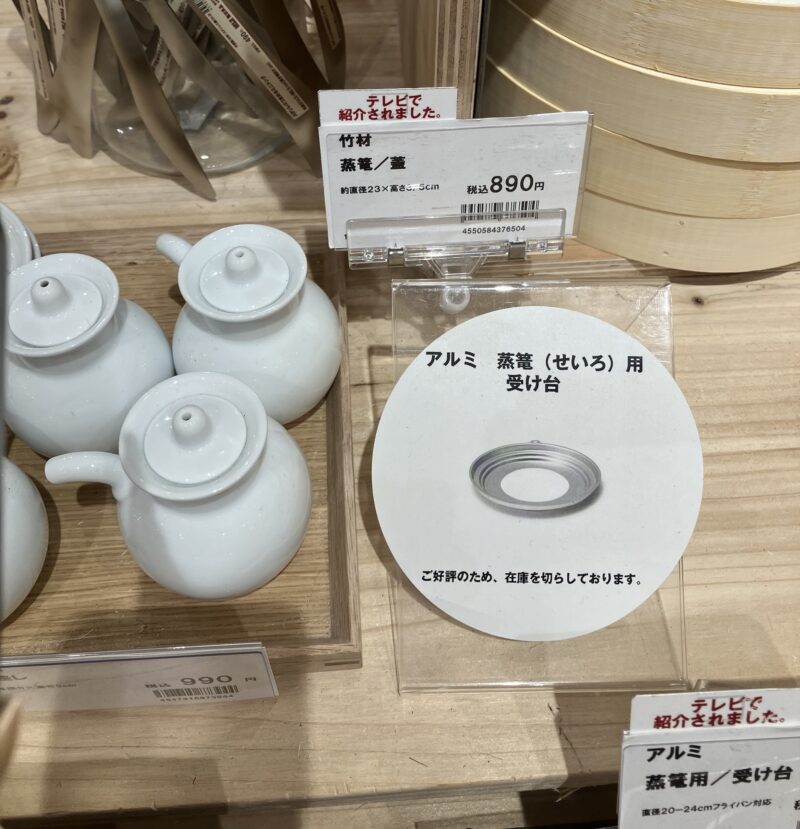 テレビで
紹介されました。
竹材
蒸篭／蓋
税込890円
4550584376504
アルミ　蒸篭（せいろ）用
受け台
ご好評のため、在庫を切らしております。
税込 990円
テレビで
紹介されました。
アルミ
蒸篭用／受け台
直径20−24cmフライパン対応